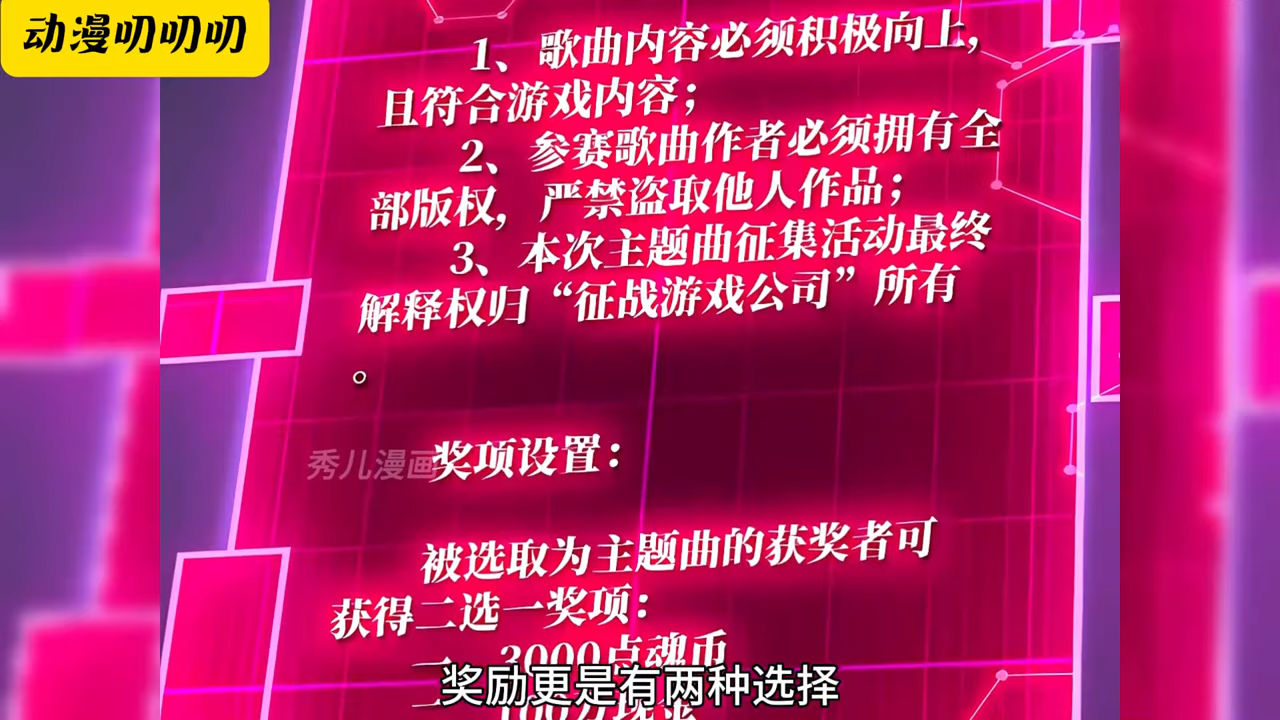 动漫叨叨叨
1、歌曲内容必须积极向上，
且符合游戏内容；
2、参赛歌曲作者必须拥有全
部版权，严禁盗取他人作品；
3、本次主题曲征集活动最终
解释权归“征战游戏公司”所有
。
秀儿漫画
奖项设置：
被选取为主题曲的获奖者可
获得二选一奖项：
一、3000点魂币
奖励更是有两种选择